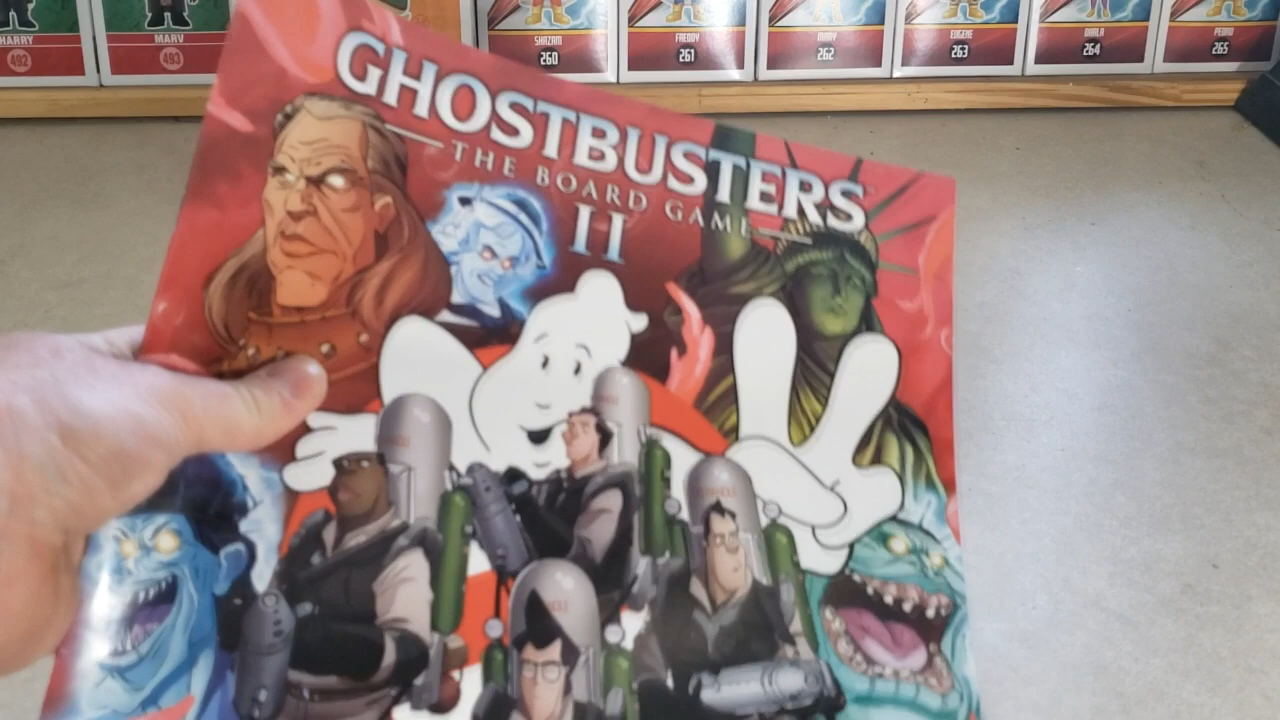 HARRY
492
MARV
493
SHAZAM
260
FREDDY
261
MARY
262
EUGENE
263
DARLA
264
PEDRO
265
GHOSTBUSTERS
THE BOARD GAME
II